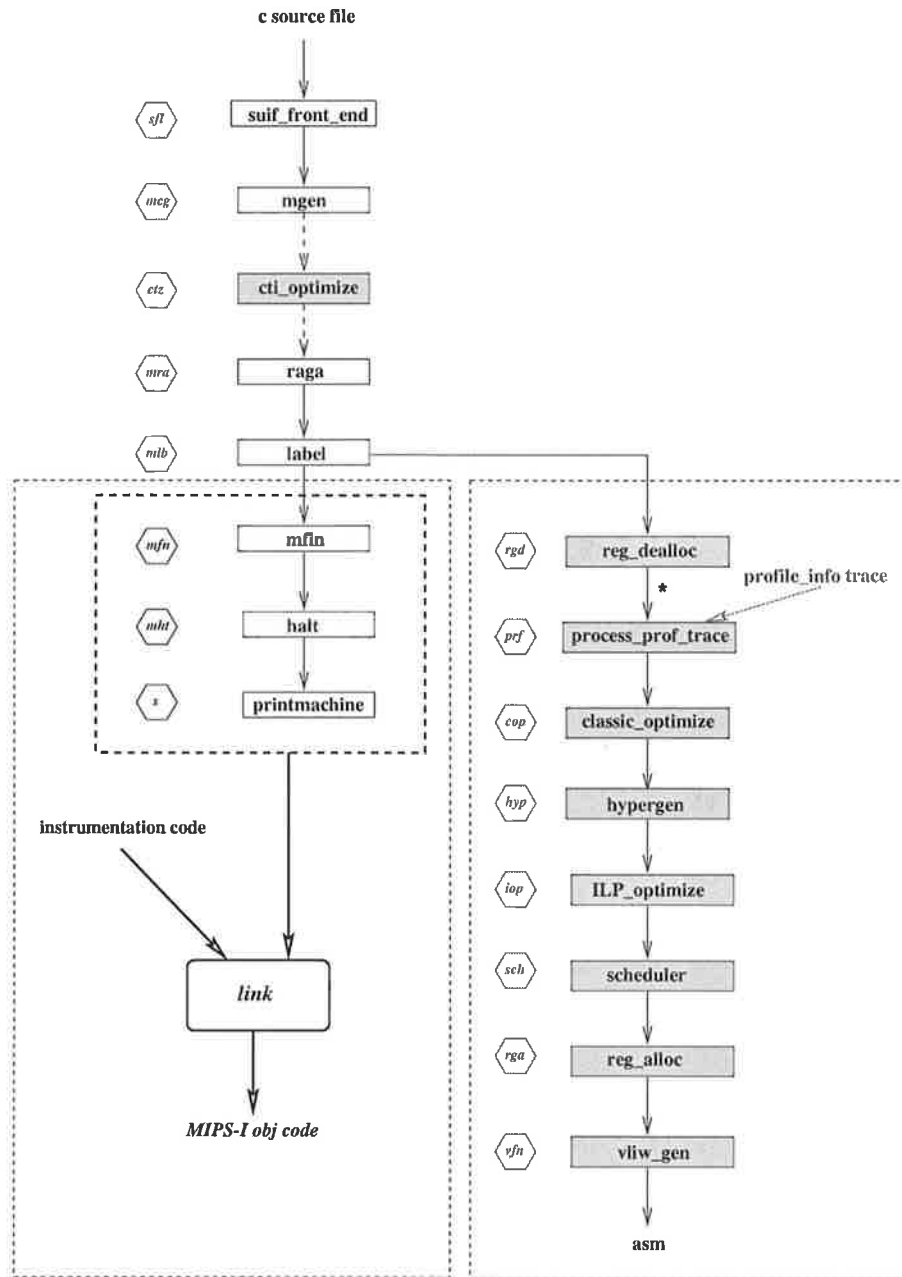 c source file
sfl
suif_front_end
mcg
mgen
ctz
cti_optimize
mra
raga
mlb
label
mfn
mfin
rgd
reg_dealloc
*
profile_info trace
mht
halt
prf
process_prof_trace
s
printmachine
cop
classic_optimize
hyp
hypergen
instrumentation code
iop
ILP_optimize
link
sch
scheduler
rga
reg_alloc
MIPS-I obj code
vfn
vliw_gen
asm